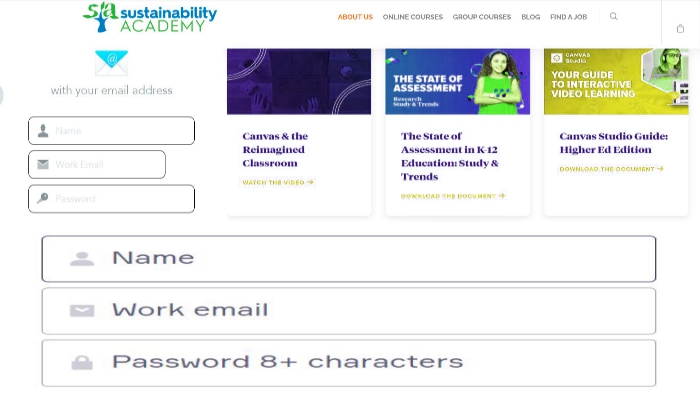 sustainability
ACADEMY
ABOUT US
ONLINE COURSES
GROUP COURSES
BLOG
FIND A JOB
with your email address
Name
Work Email
Password
Canvas & the
Reimagined
Classroom
WATCH THE VIDEO →
THE STATE OF
ASSESSMENT
Research
Study & Trends
The State of
Assessment in K-12
Education: Study &
Trends
DOWNLOAD THE DOCUMENT →
CANVAS
Studio
YOUR GUIDE
TO INTERACTIVE
VIDEO LEARNING
Canvas Studio Guide:
Higher Ed Edition
DOWNLOAD THE DOCUMENT →
Name
Work email
Password 8+ characters